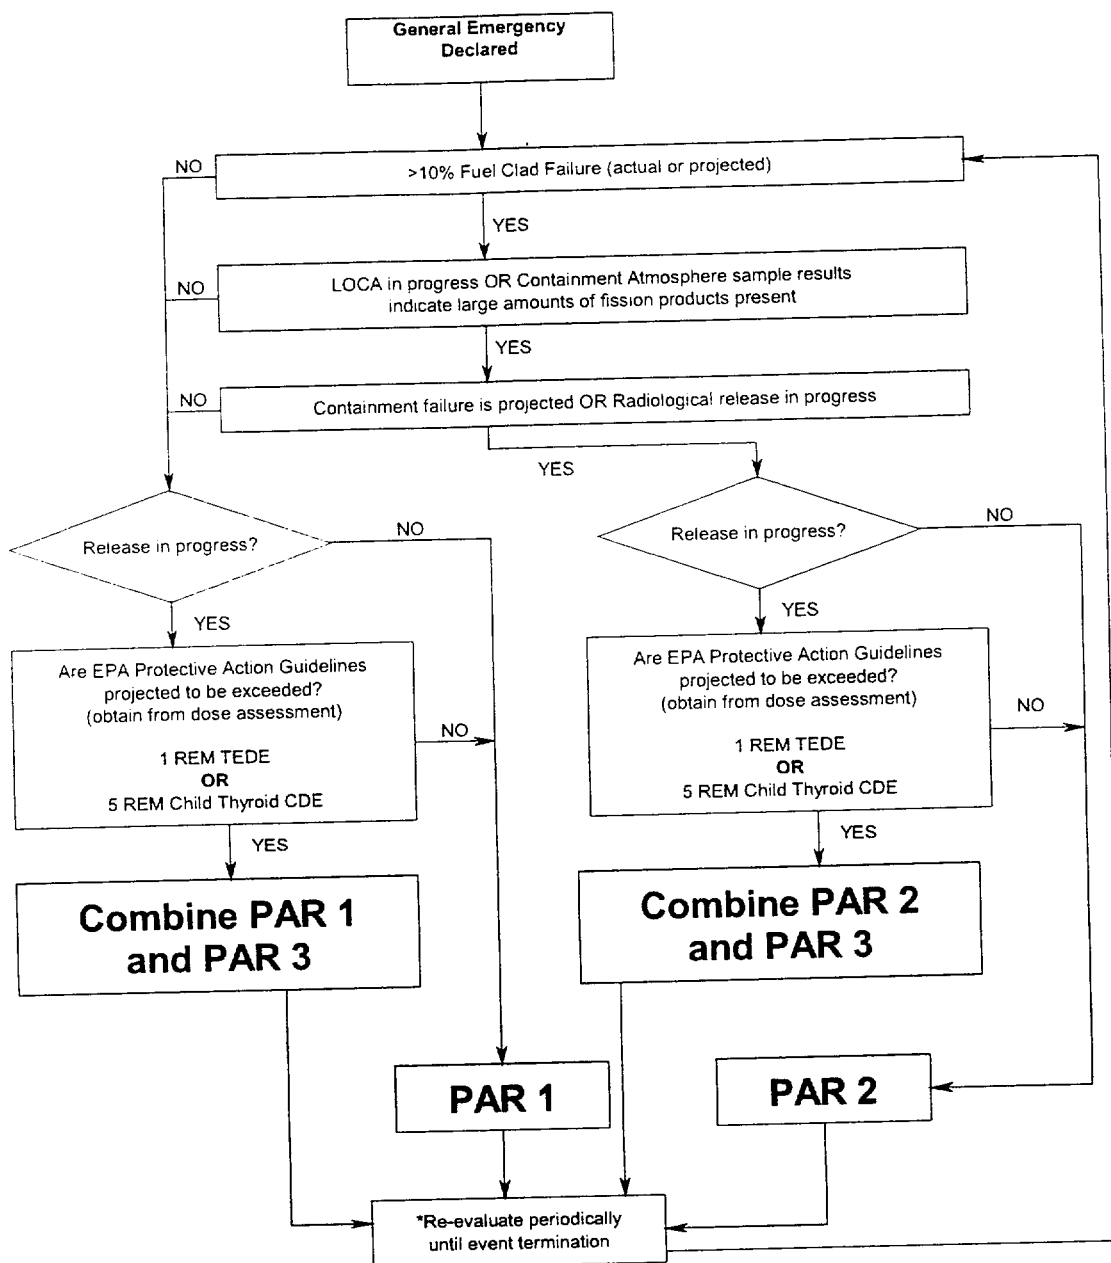 General Emergency
Declared
NO
>10% Fuel Clad Failure (actual or projected)
YES
NO
LOCA in progress OR Containment Atmosphere sample results
indicate large amounts of fission products present
YES
NO
Containment failure is projected OR Radiological release in progress
YES
Release in progress?
NO
Release in progress?
NO
YES
YES
Are EPA Protective Action Guidelines
projected to be exceeded?
(obtain from dose assessment)
1 REM TEDE
OR
5 REM Child Thyroid CDE
NO
Are EPA Protective Action Guidelines
projected to be exceeded?
(obtain from dose assessment)
1 REM TEDE
OR
5 REM Child Thyroid CDE
NO
YES
YES
Combine PAR 1
and PAR 3
Combine PAR 2
and PAR 3
PAR 1
PAR 2
*Re-evaluate periodically
until event termination